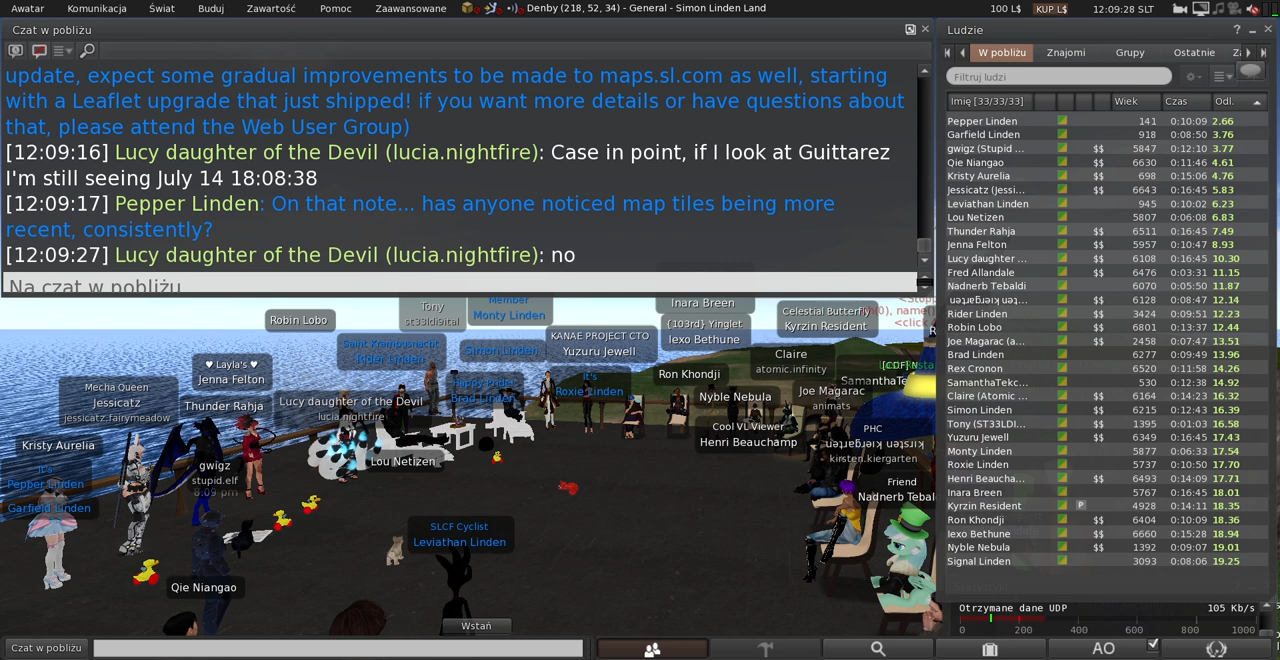 Awatar Komunikacja Świat Buduj Zawartość Pomoc Zaawansowane Denby (218, 52, 34) - General - Simon Linden Land 100 L$ KUP L$ 12:09:28 SLT
Czat w pobliżu
update, expect some gradual improvements to be made to maps.sl.com as well, starting
with a Leaflet upgrade that just shipped! if you want more details or have questions about
that, please attend the Web User Group)
[12:09:16] Lucy daughter of the Devil (lucia.nightfire): Case in point, if I look at Guittarez
I'm still seeing July 14 18:08:38
[12:09:17] Pepper Linden: On that note... has anyone noticed map tiles being more
recent, consistently?
[12:09:27] Lucy daughter of the Devil (lucia.nightfire): no
Na czat w pobliżu
Ludzie
W pobliżu Znajomi Grupy Ostatnie
Filtruj ludzi
Imię [33/33/33] Wiek Czas Odl.
Pepper Linden 141 0:10:09 2.66
Garfield Linden 918 0:08:50 3.76
gwigz (Stupid ... $$ 5847 0:12:10 3.77
Qie Niangao $$ 6630 0:11:46 4.61
Kristy Aurelia $$ 698 0:15:06 4.76
Jessicatz (Jessi... $$ 6643 0:16:45 5.83
Leviathan Linden 945 0:10:02 6.23
Lou Netizen 5807 0:06:08 6.83
Thunder Rahja $$ 6511 0:16:45 7.49
Jenna Felton $$ 5957 0:10:47 8.93
Lucy daughter ... $$ 6108 0:16:45 10.30
Fred Allandale $$ 6476 0:03:31 11.15
Nadnerb Tebaldi 6070 0:05:50 11.87
$$ 6128 0:08:47 12.14
Rider Linden $$ 3424 0:09:51 12.23
Robin Lobo $$ 6801 0:13:37 12.44
Joe Magarac (a... $$ 2458 0:07:47 13.51
Brad Linden 6277 0:09:49 13.96
Rex Cronon $$ 6520 0:11:58 14.26
SamanthaTekc... 530 0:12:38 14.92
Claire (Atomic ... $$ 6164 0:14:23 16.32
Simon Linden $$ 6215 0:12:43 16.39
Tony (ST33LDI... $$ 1395 0:01:03 16.58
Yuzuru Jewell $$ 6349 0:16:45 17.43
Monty Linden 5877 0:06:33 17.54
Roxie Linden 5737 0:10:50 17.70
Henri Beaucha... $$ 6493 0:14:09 17.71
Inara Breen 5767 0:16:45 18.01
Kyrzin Resident P 4928 0:14:11 18.35
Ron Khondji $$ 6404 0:10:09 18.36
Iexo Bethune $$ 6660 0:15:28 18.94
Nyble Nebula $$ 1392 0:09:07 19.01
Signal Linden 3093 0:08:06 19.25
Otrzymane dane UDP 105 Kb/s
0 200 400 600 800 1000
Robin Lobo
Tony
st33ldi9ital
Member
Monty Linden
Inara Breen
{103rd} Yinglet
Iexo Bethune
Celestial Butterfly
Kyrzin Resident
<click
Saint Krampusnacht
Rider Linden
Simon Linden
KANAE PROJECT CTO
Yuzuru Jewell
♥ Layla's ♥
Jenna Felton
Happy Pride!
Brad Linden
It's
Roxie Linden
Ron Khondji
Claire
atomic.infinity
Mecha Queen
Jessicatz
jessicatz.fairymeadow
Thunder Rahja
Lucy daughter of the Devil
lucia.nightfire
Nyble Nebula
Joe Magarac
animats
Cool VL Viewer
Henri Beauchamp
PHC
kirsten.kiergarten
Kristy Aurelia
It's
Pepper Linden
Garfield Linden
gwigz
stupid.elf
8:09 pm
Lou Netizen
Friend
Nadnerb Tebal
SLCF Cyclist
Leviathan Linden
Qie Niangao
Wstań
Czat w pobliżu
AO